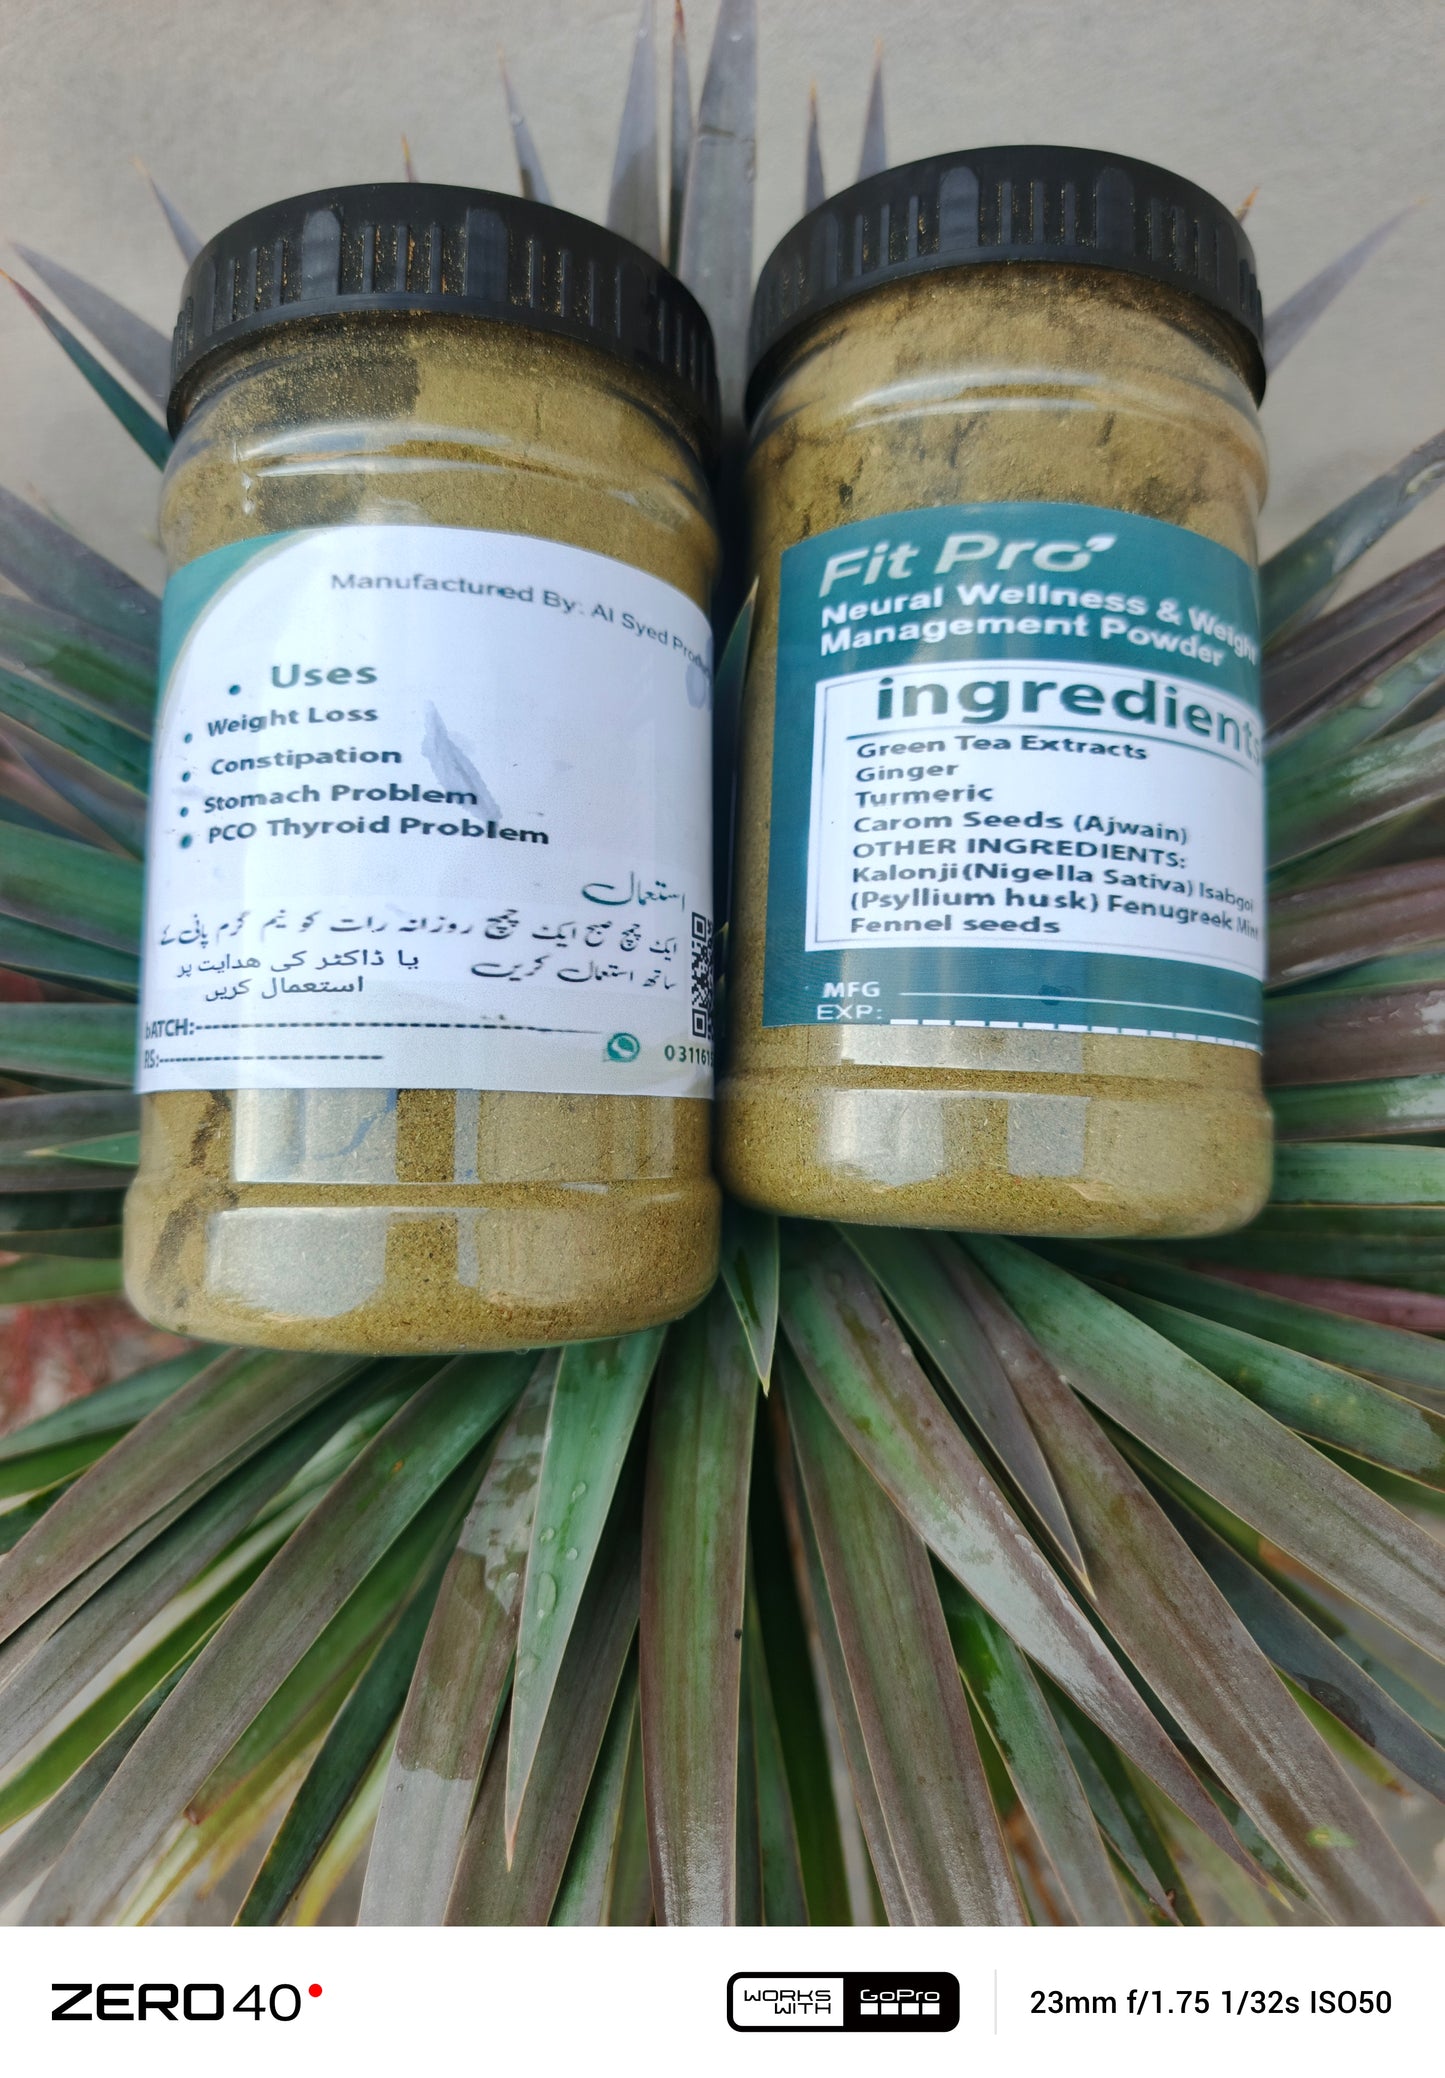 Manufactured By: Al Syed
Uses
Weight Loss
Constipation
Stomach Problem
PCO Thyroid Problem
استعمال
ایک چمچ صبح ایک چمچ روزانہ رات کو نیم گرم پانی کے
ساتھ استعمال کریں یا ڈاکٹر کی ھدایت پر
استعمال کریں
bATCH:
RS:
Fit Pro
Neural Wellness & Weight
Management Powder
ingredients
Green Tea Extracts
Ginger
Turmeric
Carom Seeds (Ajwain)
OTHER INGREDIENTS:
Kalonji(Nigella Sativa) Isabgol
(Psyllium husk) Fenugreek
Fennel seeds
MFG
EXP:
ZERO 40
WORKS
WITH
GoPro
23mm f/1.75 1/32s ISO50